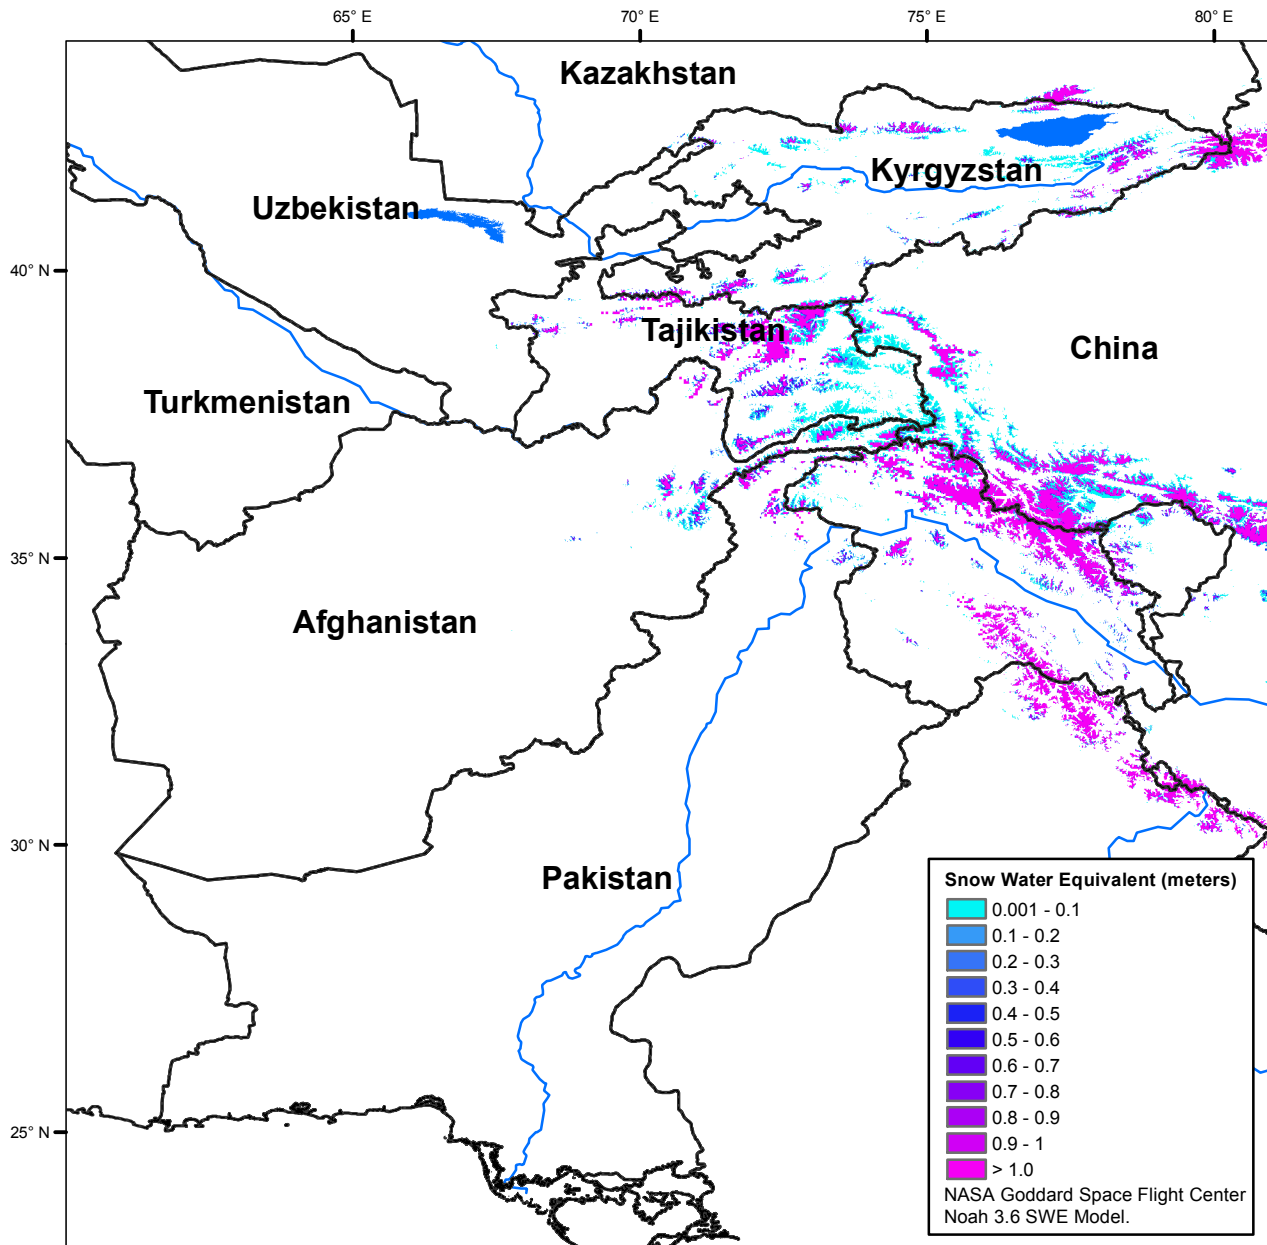 65° E
70° E
75° E
80° E
Kazakhstan
Kyrgyzstan
Uzbekistan
40° N
Tajikistan
China
Turkmenistan
35° N
Afghanistan
30° N
Pakistan
25° N
Snow Water Equivalent (meters)
0.001 - 0.1
0.1 - 0.2
0.2 - 0.3
0.3 - 0.4
0.4 - 0.5
0.5 - 0.6
0.6 - 0.7
0.7 - 0.8
0.8 - 0.9
0.9 - 1
> 1.0
NASA Goddard Space Flight Center
Noah 3.6 SWE Model.